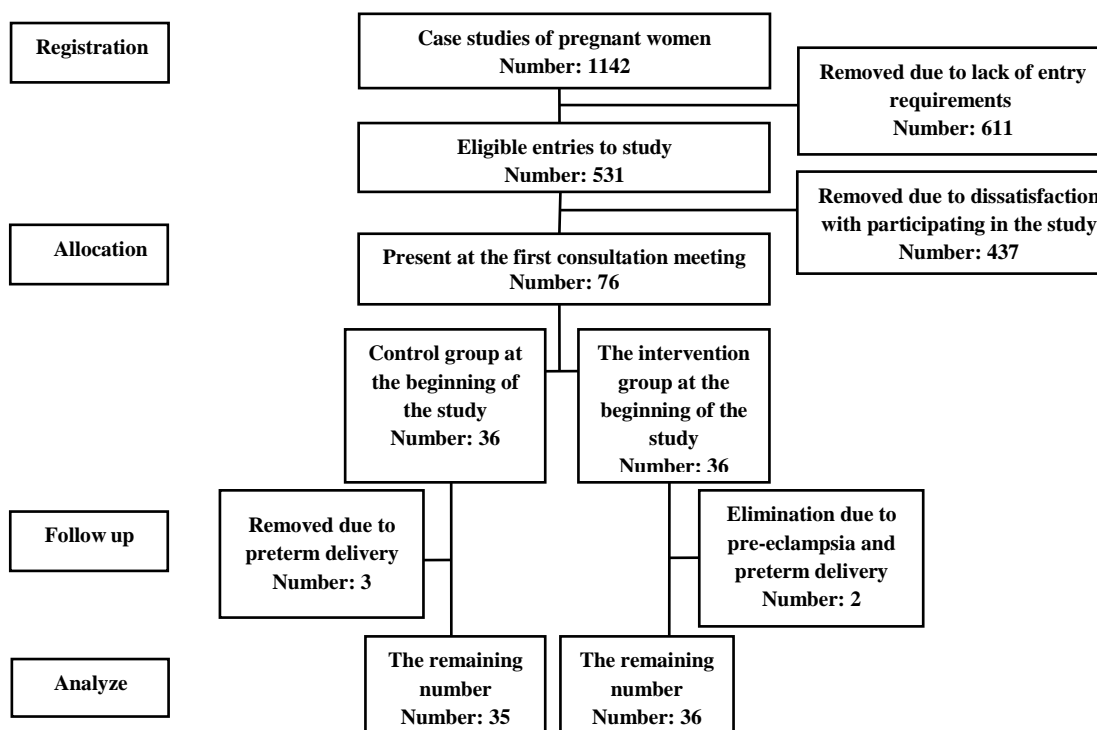 Registration
Case studies of pregnant women
Number: 1142
Removed due to lack of entry
requirements
Number: 611
Eligible entries to study
Number: 531
Removed due to dissatisfaction
with participating in the study
Number: 437
Allocation
Present at the first consultation meeting
Number: 76
Control group at
the beginning of
the study
Number: 36
The intervention
group at the
beginning of the
study
Number: 36
Follow up
Removed due to
preterm delivery
Number: 3
Elimination due to
pre-eclampsia and
preterm delivery
Number: 2
Analyze
The remaining
number
Number: 35
The remaining
number
Number: 36